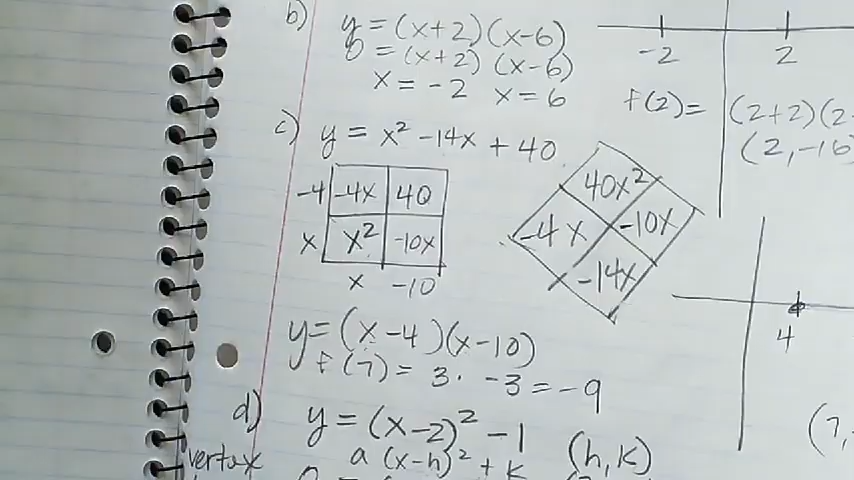 b) y = (x+2)(x-6)
0 = (x+2) (x-6)
x = -2 x = 6
-2 2
f(2) = (2+2)(2-
(2, -16
c) y = x² -14x + 40
-4 -4x 40
x x² -10x
x -10
40x²
-4x -10x
-14x
y = (x-4)(x-10)
f(7) = 3. -3 = -9
4
(7,
d) y = (x-2)² -1
vertex a (x-h)² + k (h,k)